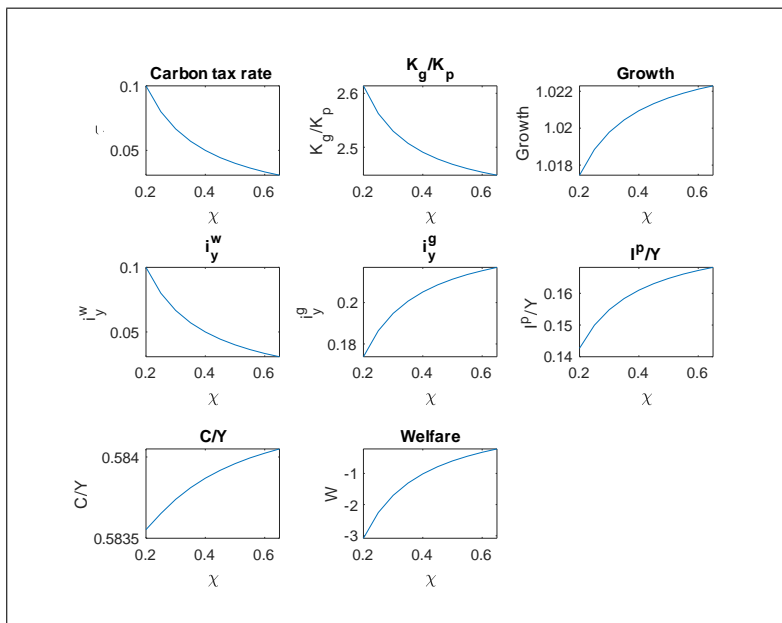 Carbon tax rate
0.1
0.05
0.2 0.4 0.6
χ
K_g/K_p
K_g/K_p
2.6
2.5
0.2 0.4 0.6
χ
Growth
Growth
1.022
1.02
1.018
0.2 0.4 0.6
χ
i_y^w
i_y^w
0.1
0.05
0.2 0.4 0.6
χ
i_y^g
i_y^g
0.2
0.18
0.2 0.4 0.6
χ
I^p/Y
I^p/Y
0.16
0.15
0.14
0.2 0.4 0.6
χ
C/Y
C/Y
0.584
0.5835
0.2 0.4 0.6
χ
Welfare
W
-1
-2
-3
0.2 0.4 0.6
χ